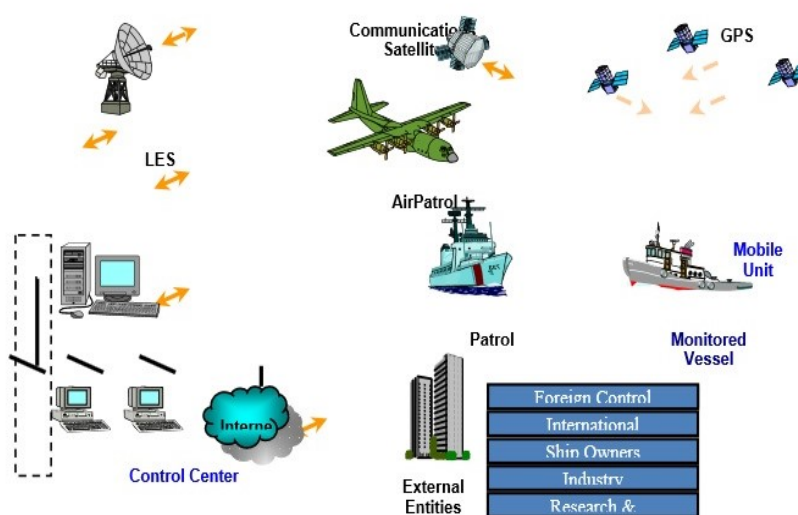 Communicatio
Satellit
GPS
LES
AirPatrol
Mobile
Unit
Patrol
Monitored
Vessel
Foreign Control
International
Interne
Ship Owners
Control Center
External
Entities
Industry
Research &